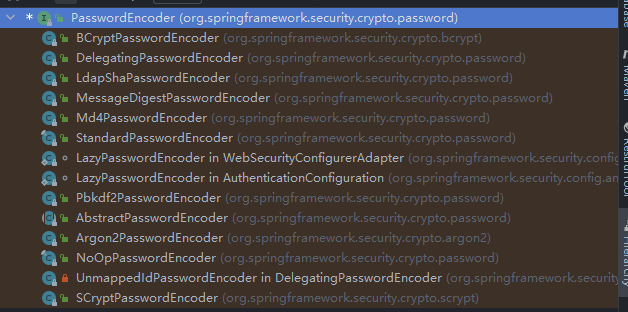 PasswordEncoder (org.springframework.security.crypto.password)
BCryptPasswordEncoder (org.springframework.security.crypto.bcrypt)
DelegatingPasswordEncoder (org.springframework.security.crypto.password)
LdapShaPasswordEncoder (org.springframework.security.crypto.password)
MessageDigestPasswordEncoder (org.springframework.security.crypto.password)
Md4PasswordEncoder (org.springframework.security.crypto.password)
StandardPasswordEncoder (org.springframework.security.crypto.password)
LazyPasswordEncoder in WebSecurityConfigurerAdapter (org.springframework.security.config
LazyPasswordEncoder in AuthenticationConfiguration (org.springframework.security.config.an
Pbkdf2PasswordEncoder (org.springframework.security.crypto.password)
AbstractPasswordEncoder (org.springframework.security.crypto.password)
Argon2PasswordEncoder (org.springframework.security.crypto.argon2)
NoOpPasswordEncoder (org.springframework.security.crypto.password)
UnmappedIdPasswordEncoder in DelegatingPasswordEncoder (org.springframework.security
SCryptPasswordEncoder (org.springframework.security.crypto.scrypt)
Maven
Hierarchy